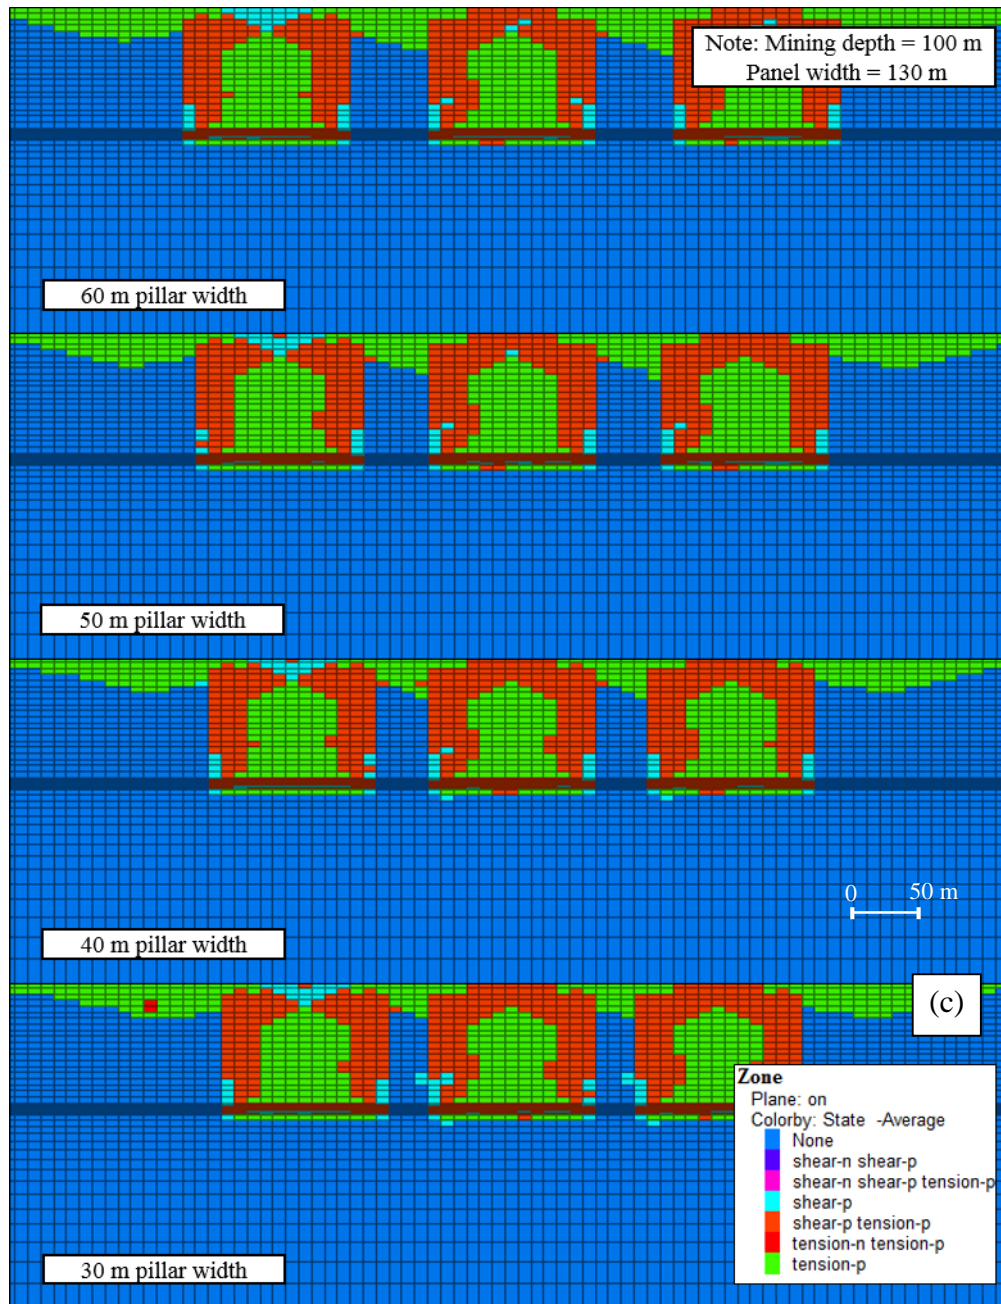 Note: Mining depth = 100 m
Panel width = 130 m
60 m pillar width
50 m pillar width
0 50 m
40 m pillar width
(c)
Zone
Plane: on
Colorby: State -Average
None
shear-n shear-p
shear-n shear-p tension-p
shear-p
shear-p tension-p
tension-n tension-p
tension-p
30 m pillar width